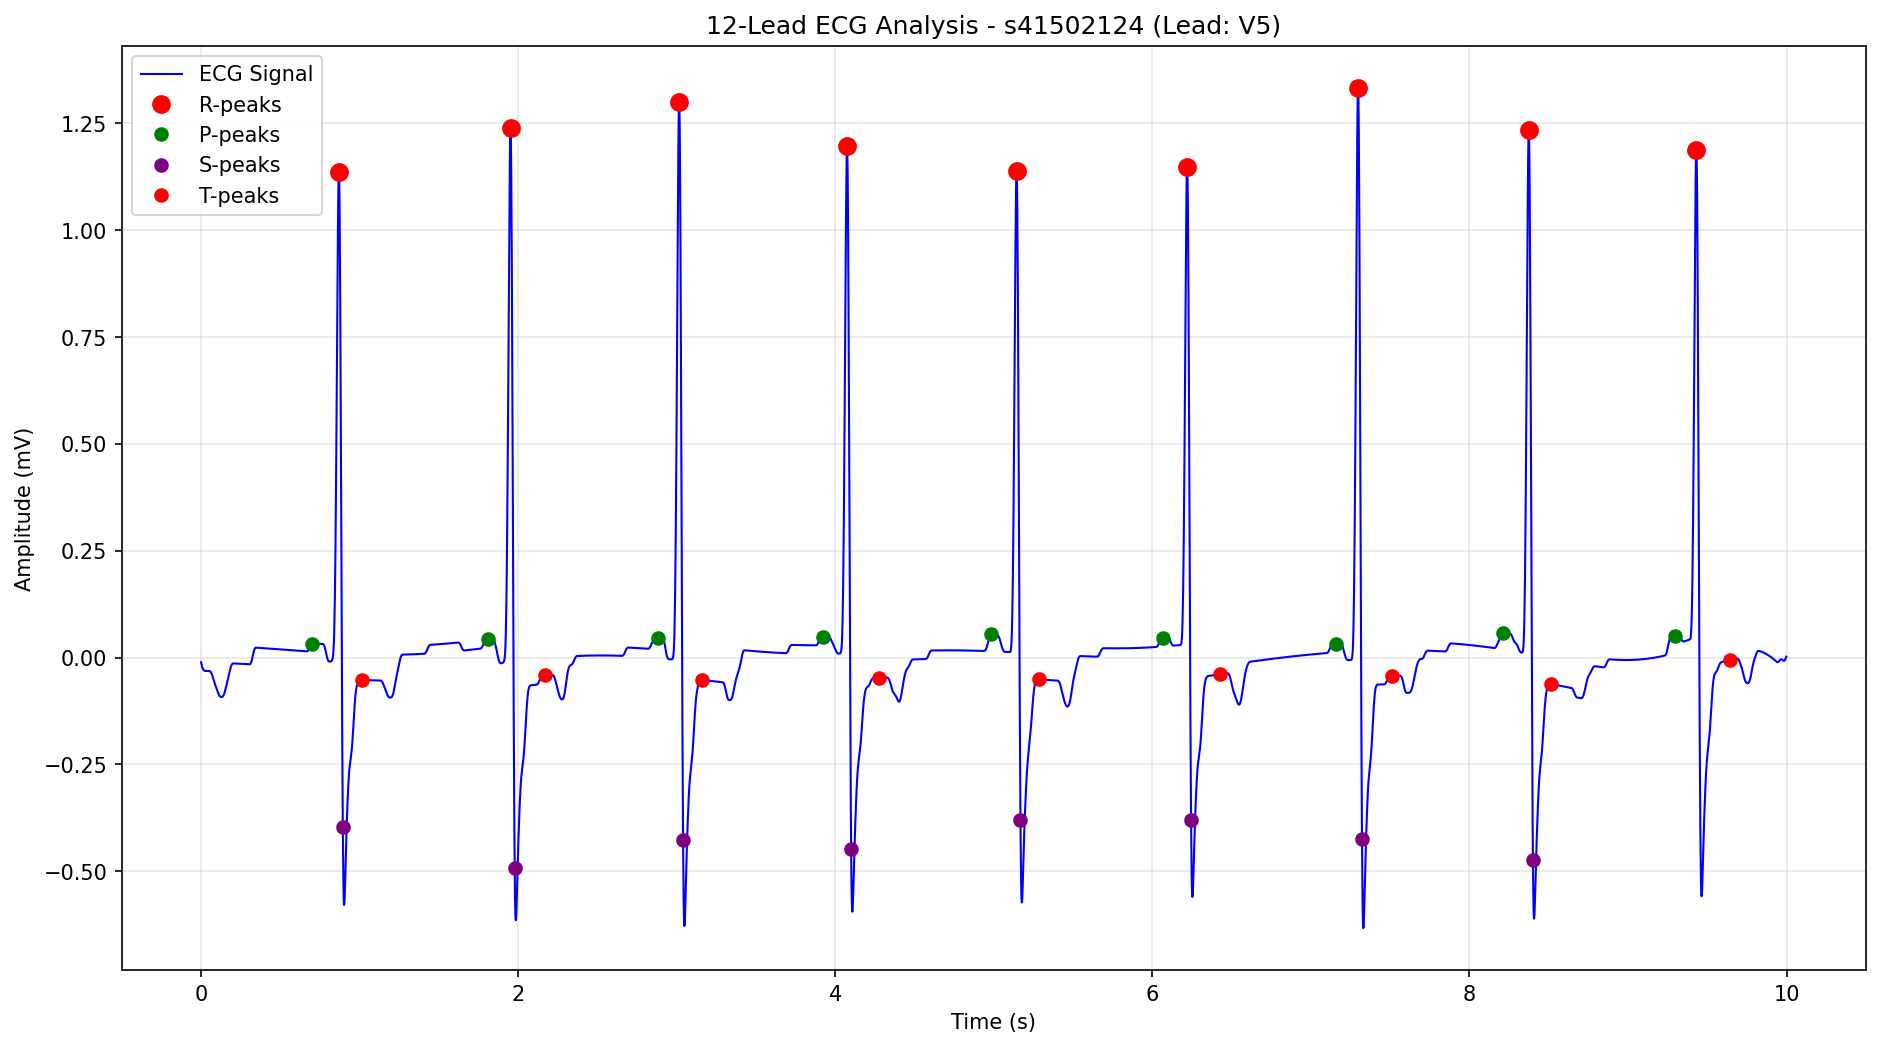 12-Lead ECG Analysis - s41502124 (Lead: V5)
ECG Signal
R-peaks
P-peaks
S-peaks
T-peaks
1.25
1.00
0.75
0.50
0.25
0.00
−0.25
−0.50
Amplitude (mV)
0 2 4 6 8 10
Time (s)